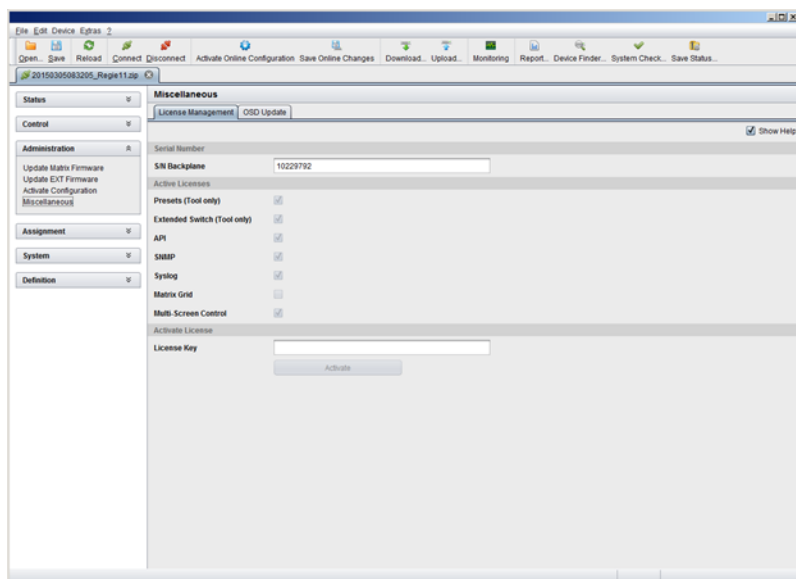 File Edit Device Extras ?
Open... Save Reload Connect Disconnect Activate Online Configuration Save Online Changes Download... Upload... Monitoring Report... Device Finder... System Check... Save Status...
20150305083205_Regie11.zip
Status
Control
Administration
Update Matrix Firmware
Update EXT Firmware
Activate Configuration
Miscellaneous
Assignment
System
Definition
Miscellaneous
License Management OSD Update
Show Help
Serial Number
S/N Backplane 10229792
Active Licenses
Presets (Tool only)
Extended Switch (Tool only)
API
SNMP
Syslog
Matrix Grid
Multi-Screen Control
Activate License
License Key
Activate